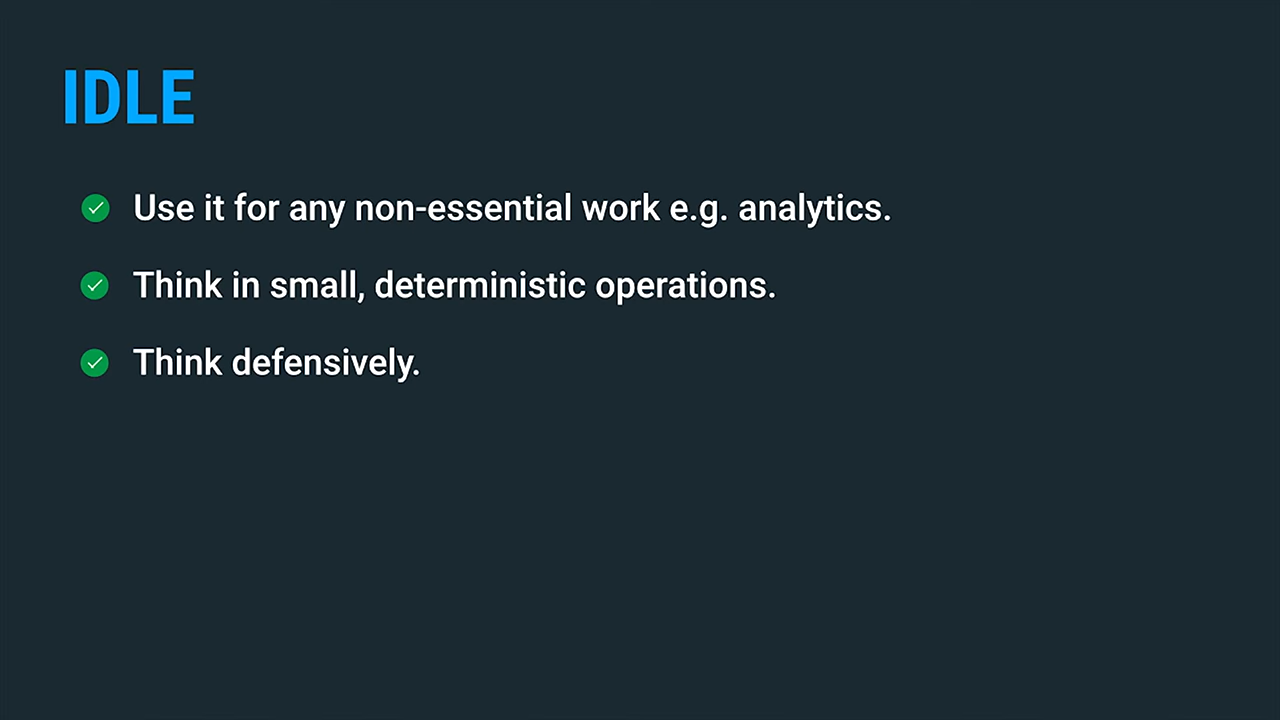 IDLE
Use it for any non-essential work e.g. analytics.
Think in small, deterministic operations.
Think defensively.